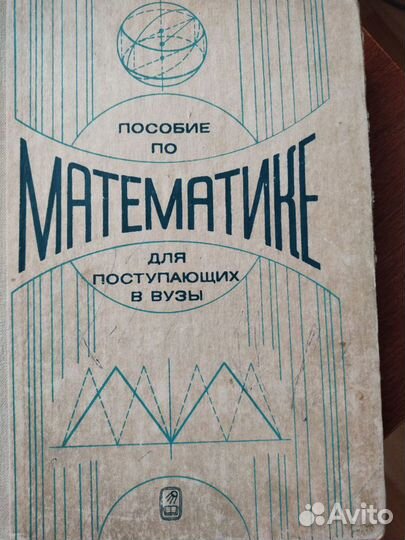 ПОСОБИЕ
ПО
МАТЕМАТИКЕ
ДЛЯ
ПОСТУПАЮЩИХ
В ВУЗЫ
Avito